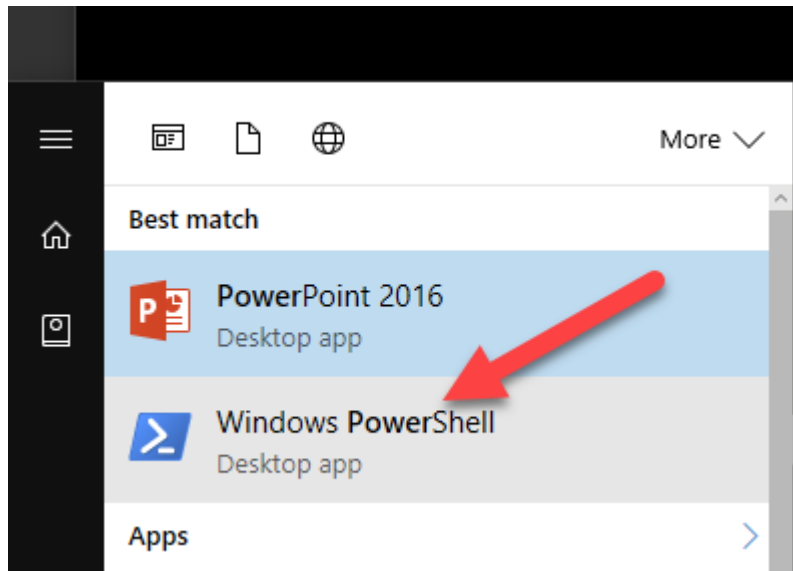 More
Best match
PowerPoint 2016
Desktop app
Windows PowerShell
Desktop app
Apps